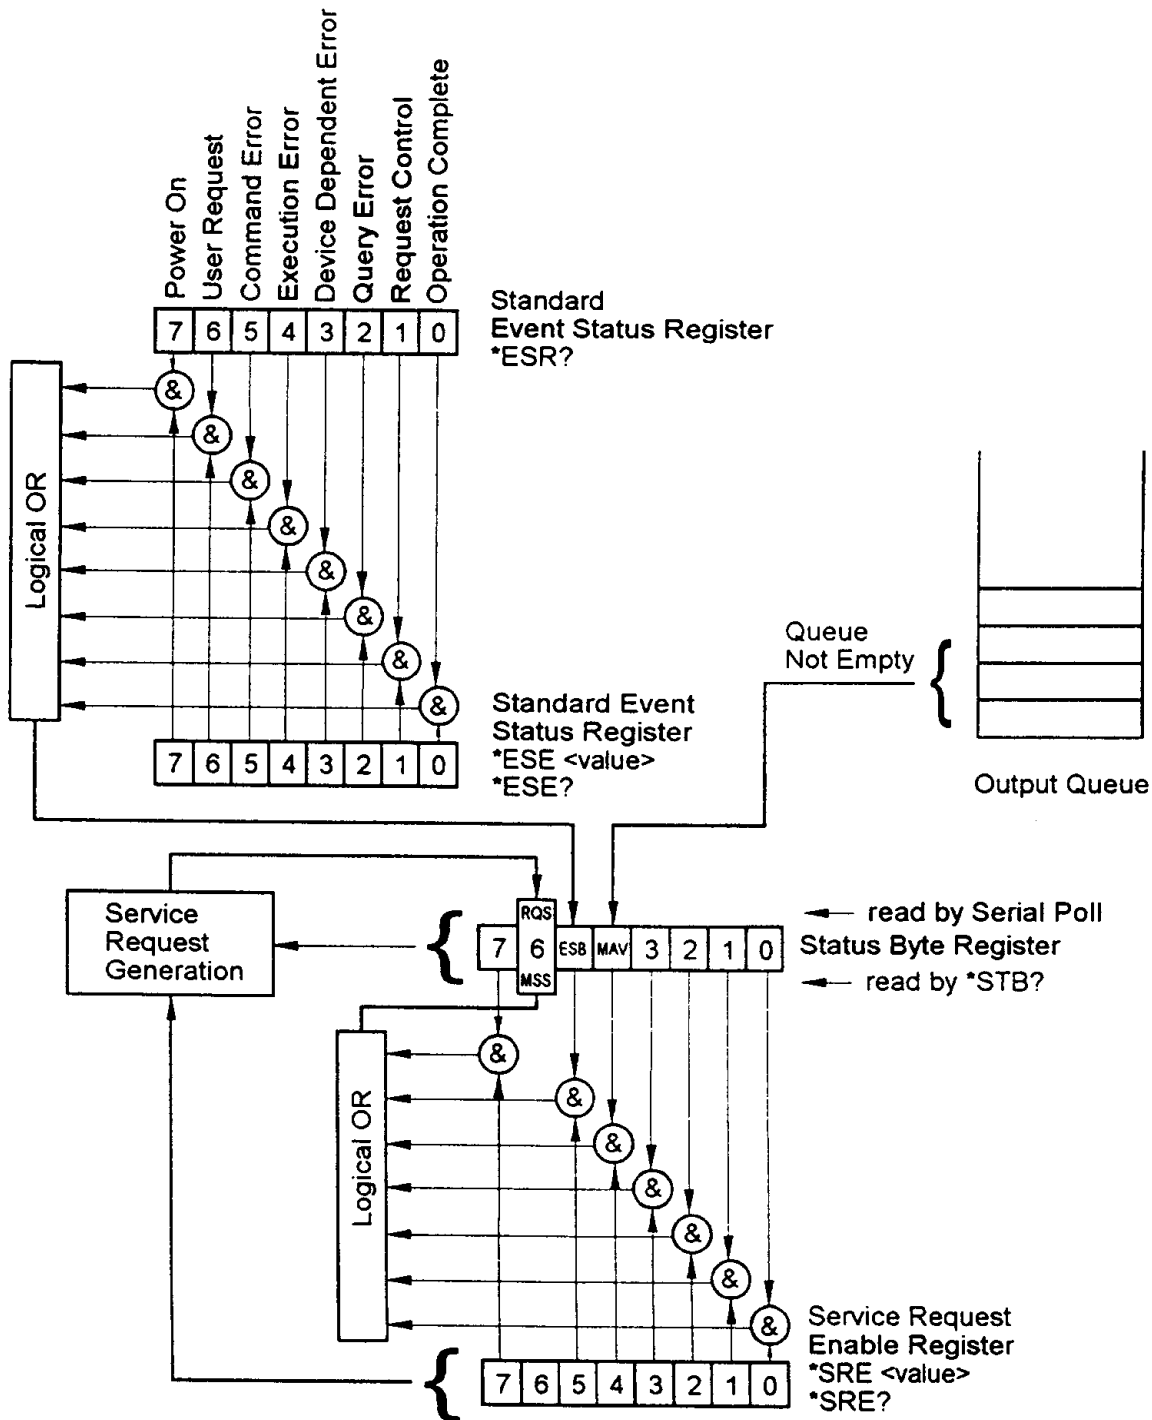 Power On
User Request
Command Error
Execution Error
Device Dependent Error
Query Error
Request Control
Operation Complete
7 6 5 4 3 2 1 0
Standard
Event Status Register
*ESR?
&
&
&
&
&
&
&
&
Logical OR
Queue
Not Empty
{
Output Queue
Standard Event
Status Register
*ESE <value>
*ESE?
7 6 5 4 3 2 1 0
Service
Request
Generation
{
RQS
7 6 ESB MAV 3 2 1 0
MSS
read by Serial Poll
Status Byte Register
read by *STB?
&
&
&
&
&
&
&
Logical OR
Service Request
Enable Register
*SRE <value>
*SRE?
{
7 6 5 4 3 2 1 0